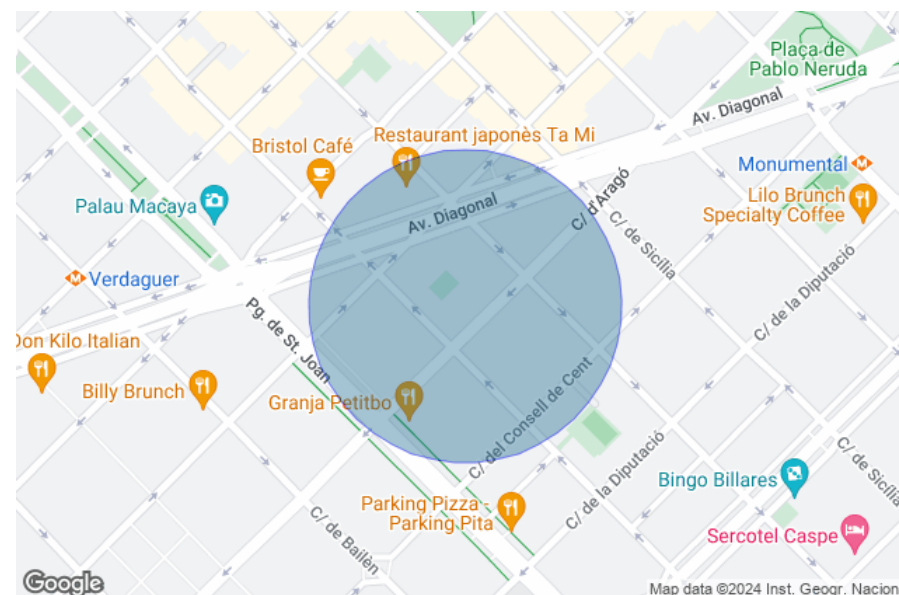 Plaça de
Pablo Neruda
Av. Diagonal
Restaurant japonès Ta Mi
Bristol Café
Monumental
C/ d'Aragó
Lilo Brunch
Specialty Coffee
Palau Macaya
Av. Diagonal
C/ de Sicília
Verdaguer
C/ de la Diputació
Pg. de St. Joan
Don Kilo Italian
Billy Brunch
Granja Petitbo
C/ del Consell de Cent
C/ de la Diputació
C/ de Sicília
Bingo Billares
Parking Pizza -
Parking Pita
C/ de Bailèn
Sercotel Caspe
Google
Map data ©2024 Inst. Geogr. Nacion